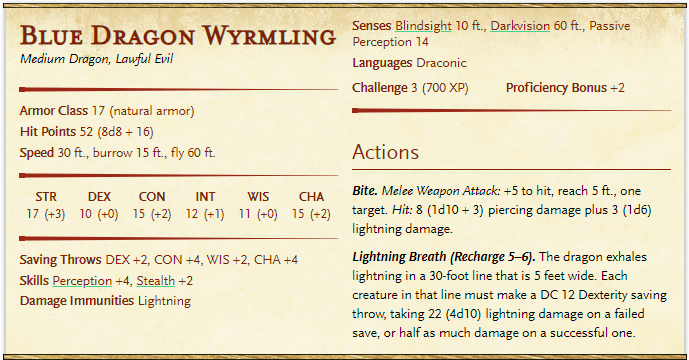 Blue Dragon Wyrmling
Medium Dragon, Lawful Evil
Armor Class 17 (natural armor)
Hit Points 52 (8d8 + 16)
Speed 30 ft., burrow 15 ft., fly 60 ft.
STR DEX CON INT WIS CHA
17 (+3) 10 (+0) 15 (+2) 12 (+1) 11 (+0) 15 (+2)
Saving Throws DEX +2, CON +4, WIS +2, CHA +4
Skills Perception +4, Stealth +2
Damage Immunities Lightning
Senses Blindsight 10 ft., Darkvision 60 ft., Passive
Perception 14
Languages Draconic
Challenge 3 (700 XP) Proficiency Bonus +2
Actions
Bite. Melee Weapon Attack: +5 to hit, reach 5 ft., one
target. Hit: 8 (1d10 + 3) piercing damage plus 3 (1d6)
lightning damage.
Lightning Breath (Recharge 5–6). The dragon exhales
lightning in a 30-foot line that is 5 feet wide. Each
creature in that line must make a DC 12 Dexterity saving
throw, taking 22 (4d10) lightning damage on a failed
save, or half as much damage on a successful one.